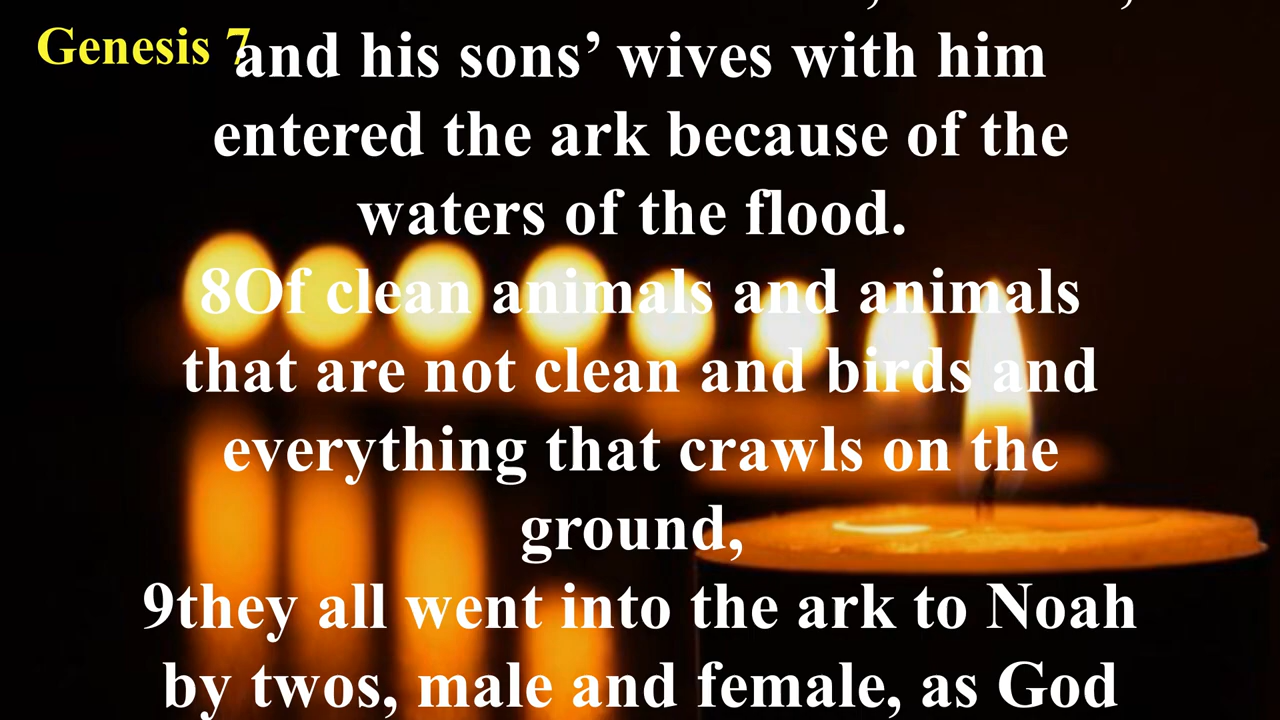 Genesis 7
and his sons’ wives with him
entered the ark because of the
waters of the flood.
8Of clean animals and animals
that are not clean and birds and
everything that crawls on the
ground,
9they all went into the ark to Noah
by twos, male and female, as God